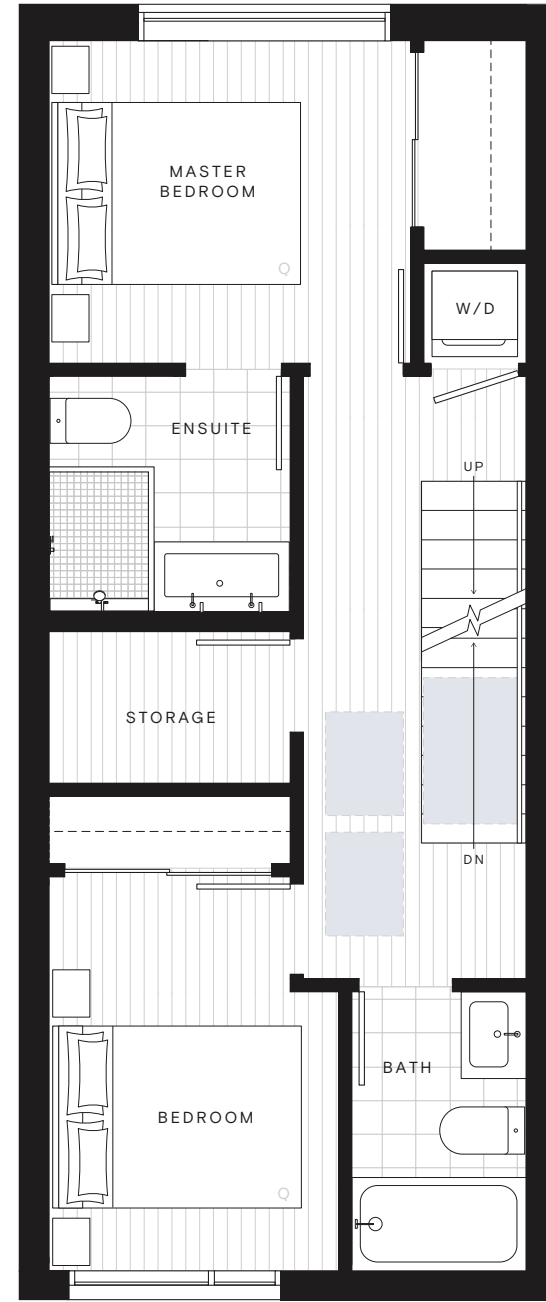 MASTER
BEDROOM
Q
W/D
ENSUITE
UP
STORAGE
DN
BATH
BEDROOM
Q